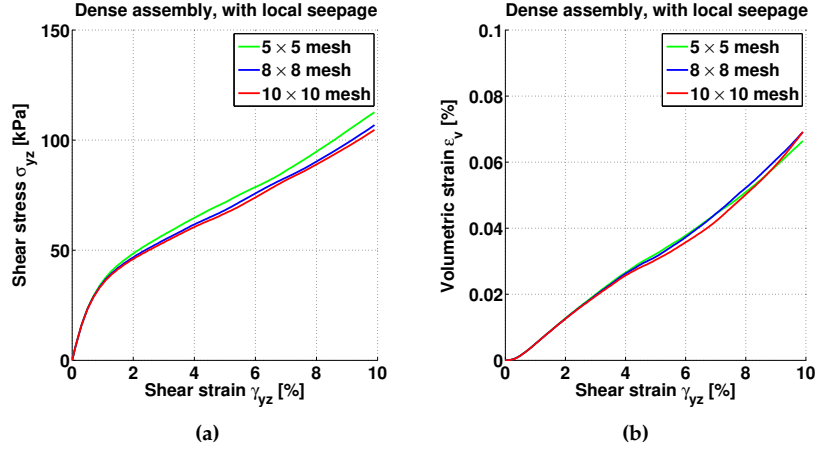 Dense assembly, with local seepage
150
100
50
0
Shear stress σyz [kPa]
5 × 5 mesh
8 × 8 mesh
10 × 10 mesh
0 2 4 6 8 10
Shear strain γyz [%]
(a)
Dense assembly, with local seepage
0.1
0.08
0.06
0.04
0.02
0
Volumetric strain εv [%]
5 × 5 mesh
8 × 8 mesh
10 × 10 mesh
0 2 4 6 8 10
Shear strain γyz [%]
(b)